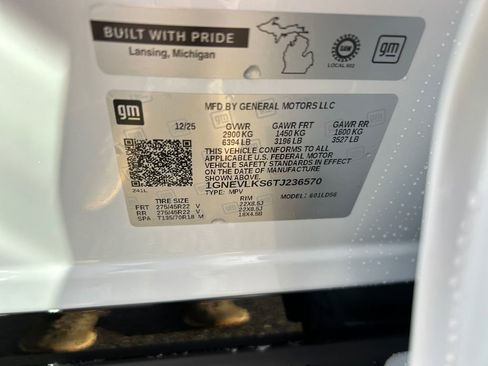 BUILT WITH PRIDE
Lansing, Michigan
LOCAL 602
gm
gm
MFD BY GENERAL MOTORS LLC
12/25 GVWR GAWR FRT GAWR RR
2900 KG 1450 KG 1600 KG
6394 LB 3196 LB 3527 LB
THIS VEHICLE CONFORMS TO ALL
APPLICABLE U.S. FEDERAL MOTOR
VEHICLE SAFETY STANDARDS IN EFFECT
ON THE DATE OF MANUFACTURE
SHOWN ABOVE.
1GNEVLKS6TJ236570
TYPE: MPV MODEL: 601LD56
241L
TIRE SIZE RIM
FRT 275/45R22 V 22X8.5J
RR 275/45R22 V 22X8.5J
SPA T135/70R18 M 18X4.5B